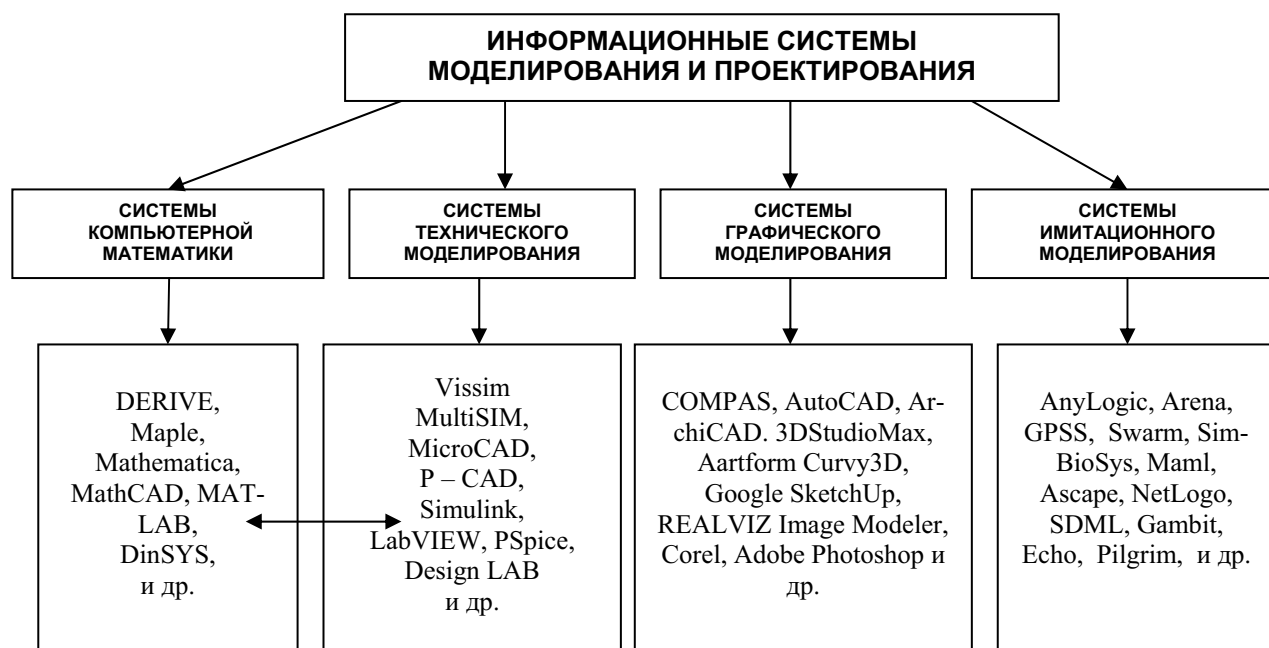 ИНФОРМАЦИОННЫЕ СИСТЕМЫ
МОДЕЛИРОВАНИЯ И ПРОЕКТИРОВАНИЯ
СИСТЕМЫ
КОМПЬЮТЕРНОЙ
МАТЕМАТИКИ
СИСТЕМЫ
ТЕХНИЧЕСКОГО
МОДЕЛИРОВАНИЯ
СИСТЕМЫ
ГРАФИЧЕСКОГО
МОДЕЛИРОВАНИЯ
СИСТЕМЫ
ИМИТАЦИОННОГО
МОДЕЛИРОВАНИЯ
DERIVE,
Maple,
Mathematica,
MathCAD, MAT-
LAB,
DinSYS,
и др.
Vissim
MultiSIM,
MicroCAD,
P – CAD,
Simulink,
LabVIEW, PSpice,
Design LAB
и др.
COMPAS, AutoCAD, Ar-
chiCAD. 3DStudioMax,
Aartform Curvy3D,
Google SketchUp,
REALVIZ Image Modeler,
Corel, Adobe Photoshop и
др.
AnyLogic, Arena,
GPSS, Swarm, Sim-
BioSys, Maml,
Ascape, NetLogo,
SDML, Gambit,
Echo, Pilgrim, и др.